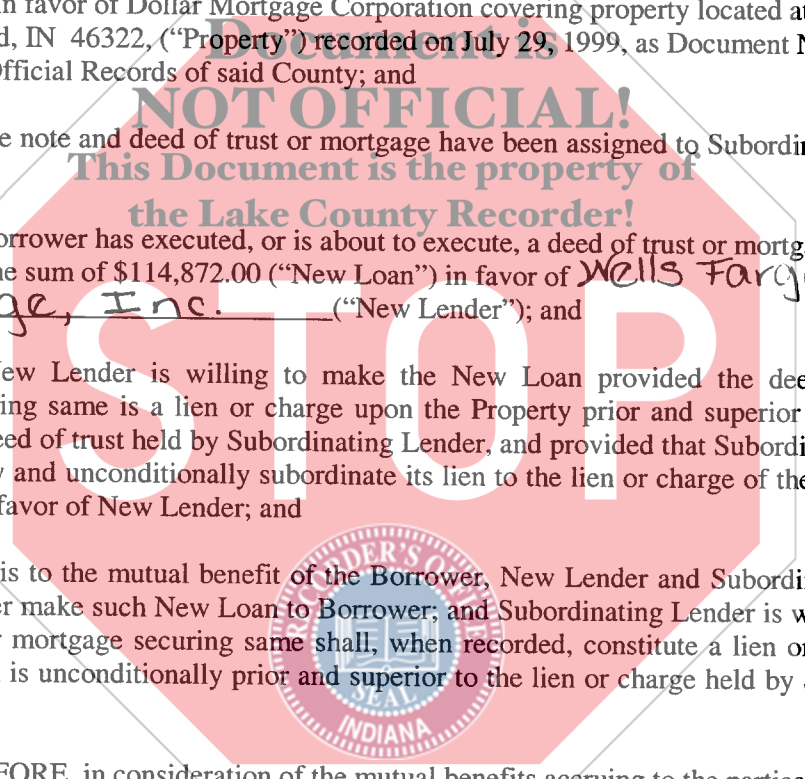 n favor of Dollar Mortgage Corporation covering property located at
d, IN 46322, (“Property”) recorded on July 29, 1999, as Document N
Official Records of said County; and
Document is
NOT OFFICIAL!
This Document is the property of
the Lake County Recorder!
e note and deed of trust or mortgage have been assigned to Subordin
orrower has executed, or is about to execute, a deed of trust or mortga
e sum of $114,872.00 (“New Loan”) in favor of Wells Farg
ge, Inc. (“New Lender”); and
STOP
ew Lender is willing to make the New Loan provided the dee
ing same is a lien or charge upon the Property prior and superior
eed of trust held by Subordinating Lender, and provided that Subordi
y and unconditionally subordinate its lien to the lien or charge of the
favor of New Lender; and
is to the mutual benefit of the Borrower, New Lender and Subordi
er make such New Loan to Borrower; and Subordinating Lender is w
r mortgage securing same shall, when recorded, constitute a lien or
is unconditionally prior and superior to the lien or charge held by
RECORDER'S OFFICE
SEAL
INDIANA
FORE, in consideration of the mutual benefits accruing to the parties